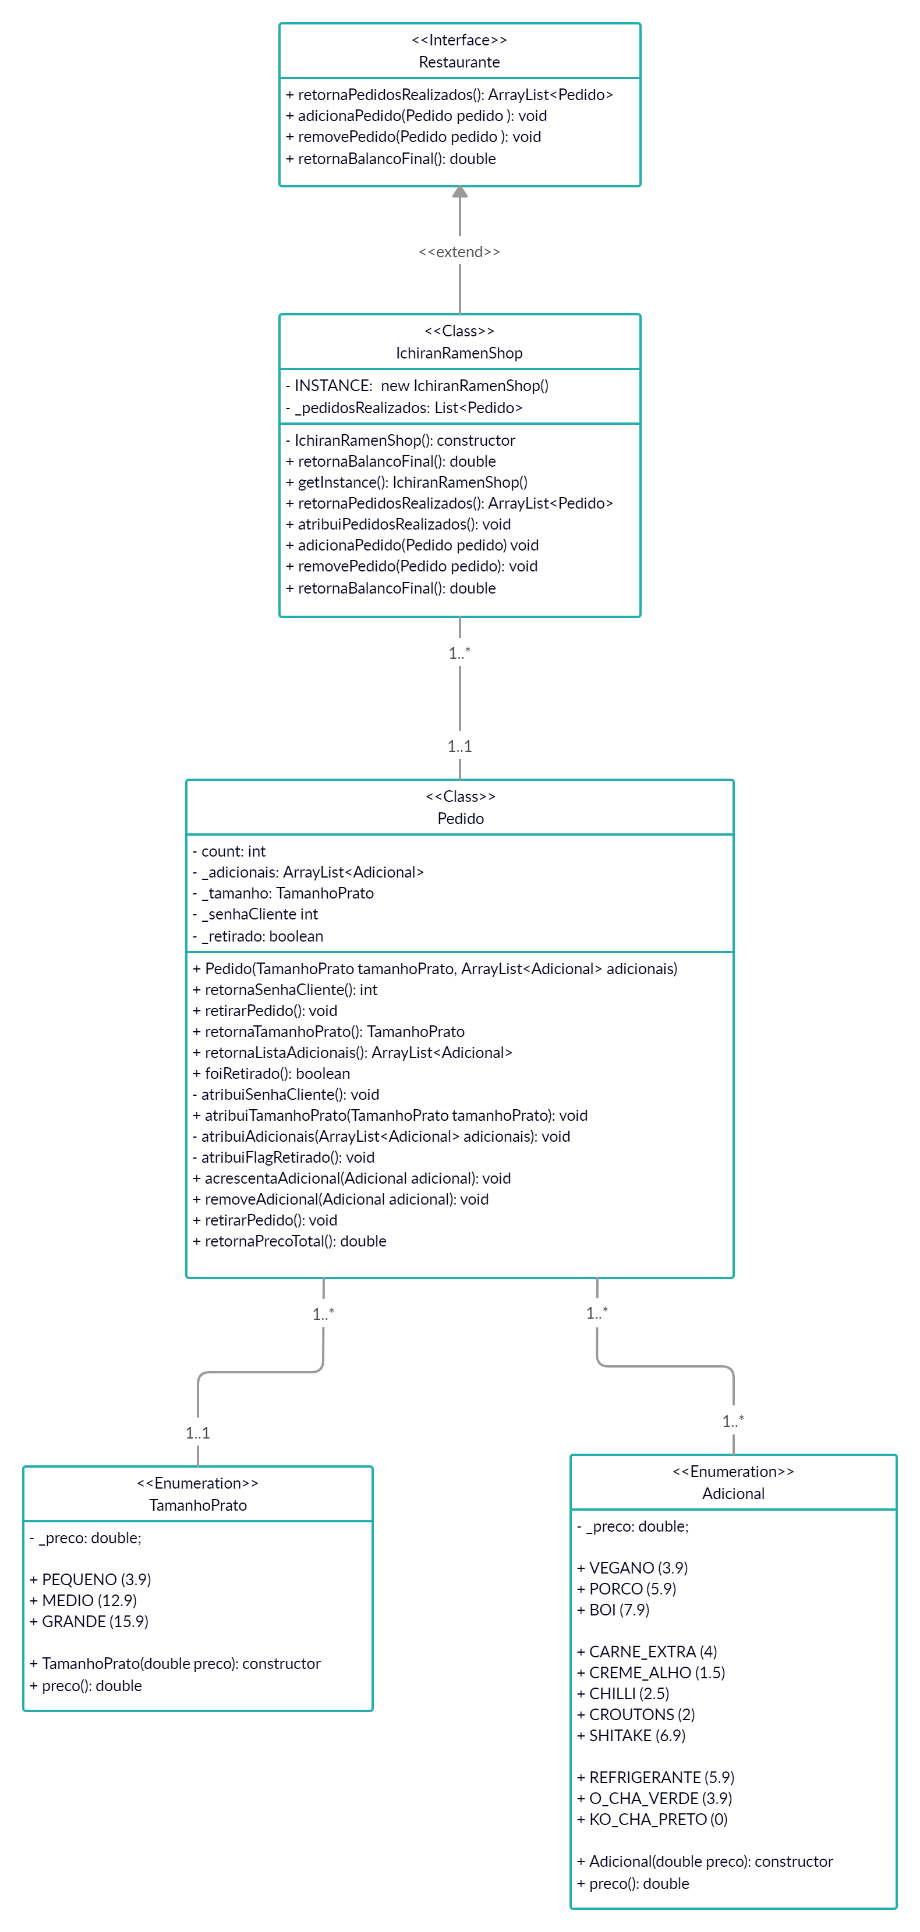 <<Interface>>
Restaurante
+ retornaPedidosRealizados(): ArrayList<Pedido>
+ adicionaPedido(Pedido pedido ): void
+ removePedido(Pedido pedido ): void
+ retornaBalancoFinal(): double
<<extend>>
<<Class>>
IchiranRamenShop
- INSTANCE:  new IchiranRamenShop()
- _pedidosRealizados: List<Pedido>
- IchiranRamenShop(): constructor
+ retornaBalancoFinal(): double
+ getInstance(): IchiranRamenShop()
+ retornaPedidosRealizados(): ArrayList<Pedido>
+ atribuiPedidosRealizados(): void
+ adicionaPedido(Pedido pedido) void
+ removePedido(Pedido pedido): void
+ retornaBalancoFinal(): double
1..*
1..1
<<Class>>
Pedido
- count: int
- _adicionais: ArrayList<Adicional>
- _tamanho: TamanhoPrato
- _senhaCliente int
- _retirado: boolean
+ Pedido(TamanhoPrato tamanhoPrato, ArrayList<Adicional> adicionais)
+ retornaSenhaCliente(): int
+ retirarPedido(): void
+ retornaTamanhoPrato(): TamanhoPrato
+ retornaListaAdicionais(): ArrayList<Adicional>
+ foiRetirado(): boolean
- atribuiSenhaCliente(): void
+ atribuiTamanhoPrato(TamanhoPrato tamanhoPrato): void
- atribuiAdicionais(ArrayList<Adicional> adicionais): void
- atribuiFlagRetirado(): void
+ acrescentaAdicional(Adicional adicional): void
+ removeAdicional(Adicional adicional): void
+ retirarPedido(): void
+ retornaPrecoTotal(): double
1..*
1..1
<<Enumeration>>
TamanhoPrato
- _preco: double;
+ PEQUENO (3.9)
+ MEDIO (12.9)
+ GRANDE (15.9)
+ TamanhoPrato(double preco): constructor
+ preco(): double
1..*
1..*
<<Enumeration>>
Adicional
- _preco: double;
+ VEGANO (3.9)
+ PORCO (5.9)
+ BOI (7.9)
+ CARNE_EXTRA (4)
+ CREME_ALHO (1.5)
+ CHILLI (2.5)
+ CROUTONS (2)
+ SHITAKE (6.9)
+ REFRIGERANTE (5.9)
+ O_CHA_VERDE (3.9)
+ KO_CHA_PRETO (0)
+ Adicional(double preco): constructor
+ preco(): double